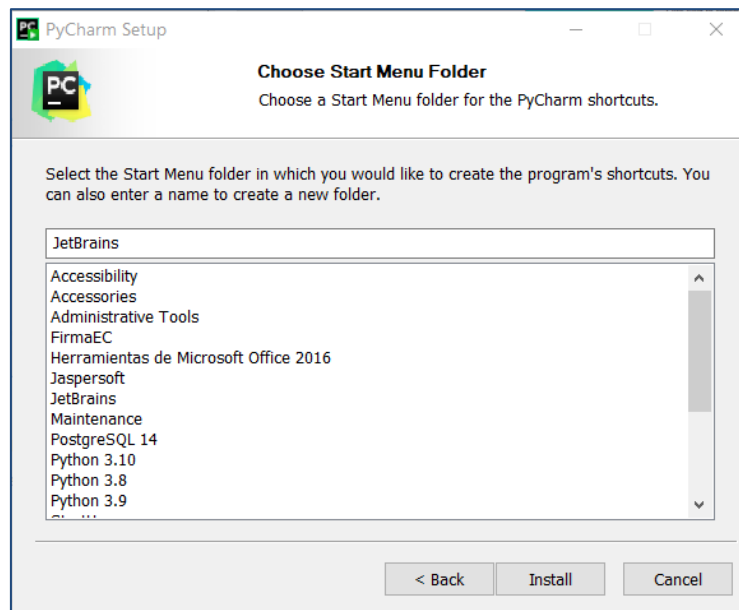 PC PyCharm Setup
PC
Choose Start Menu Folder
Choose a Start Menu folder for the PyCharm shortcuts.
Select the Start Menu folder in which you would like to create the program's shortcuts. You
can also enter a name to create a new folder.
JetBrains
Accessibility
Accessories
Administrative Tools
FirmaEC
Herramientas de Microsoft Office 2016
Jaspersoft
JetBrains
Maintenance
PostgreSQL 14
Python 3.10
Python 3.8
Python 3.9
< Back
Install
Cancel